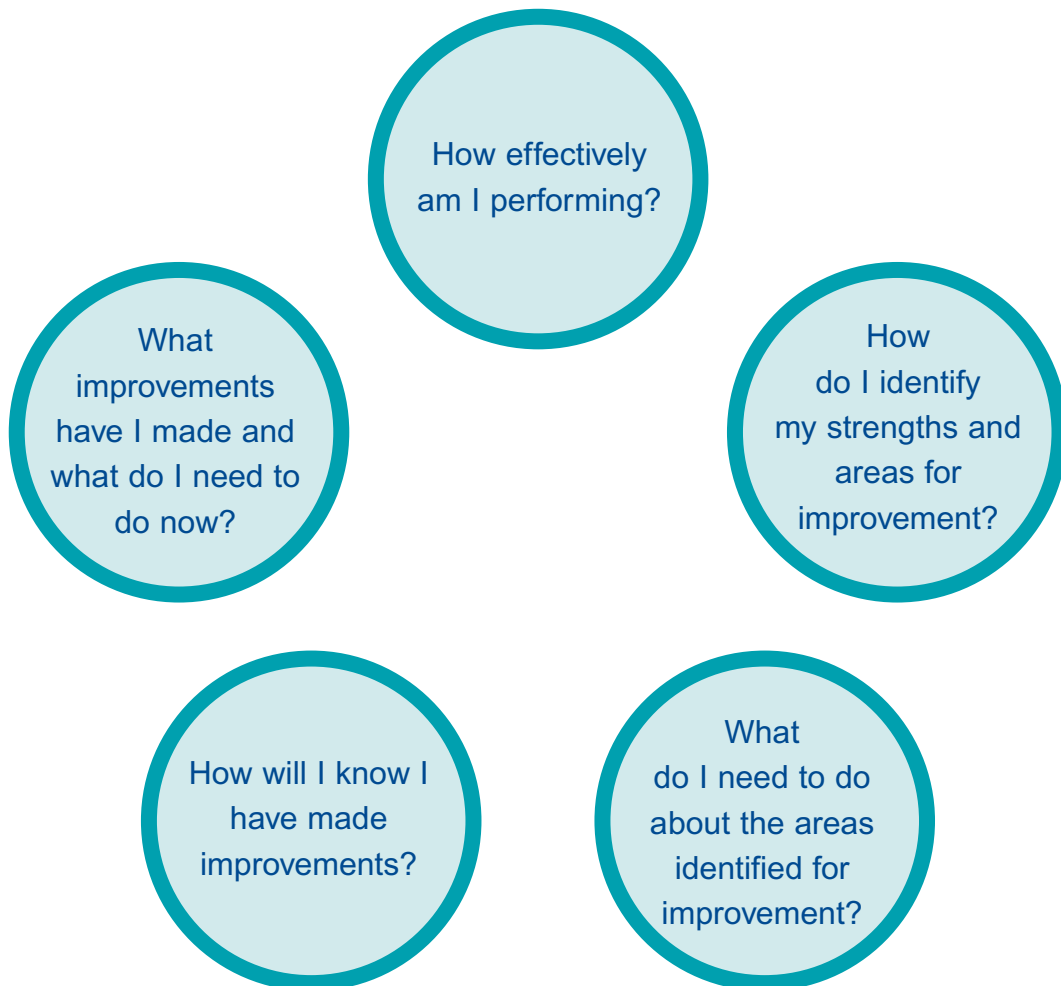 How effectively
am I performing?
How
do I identify
my strengths and
areas for
improvement?
What
do I need to do
about the areas
identified for
improvement?
How will I know I
have made
improvements?
What
improvements
have I made and
what do I need to
do now?